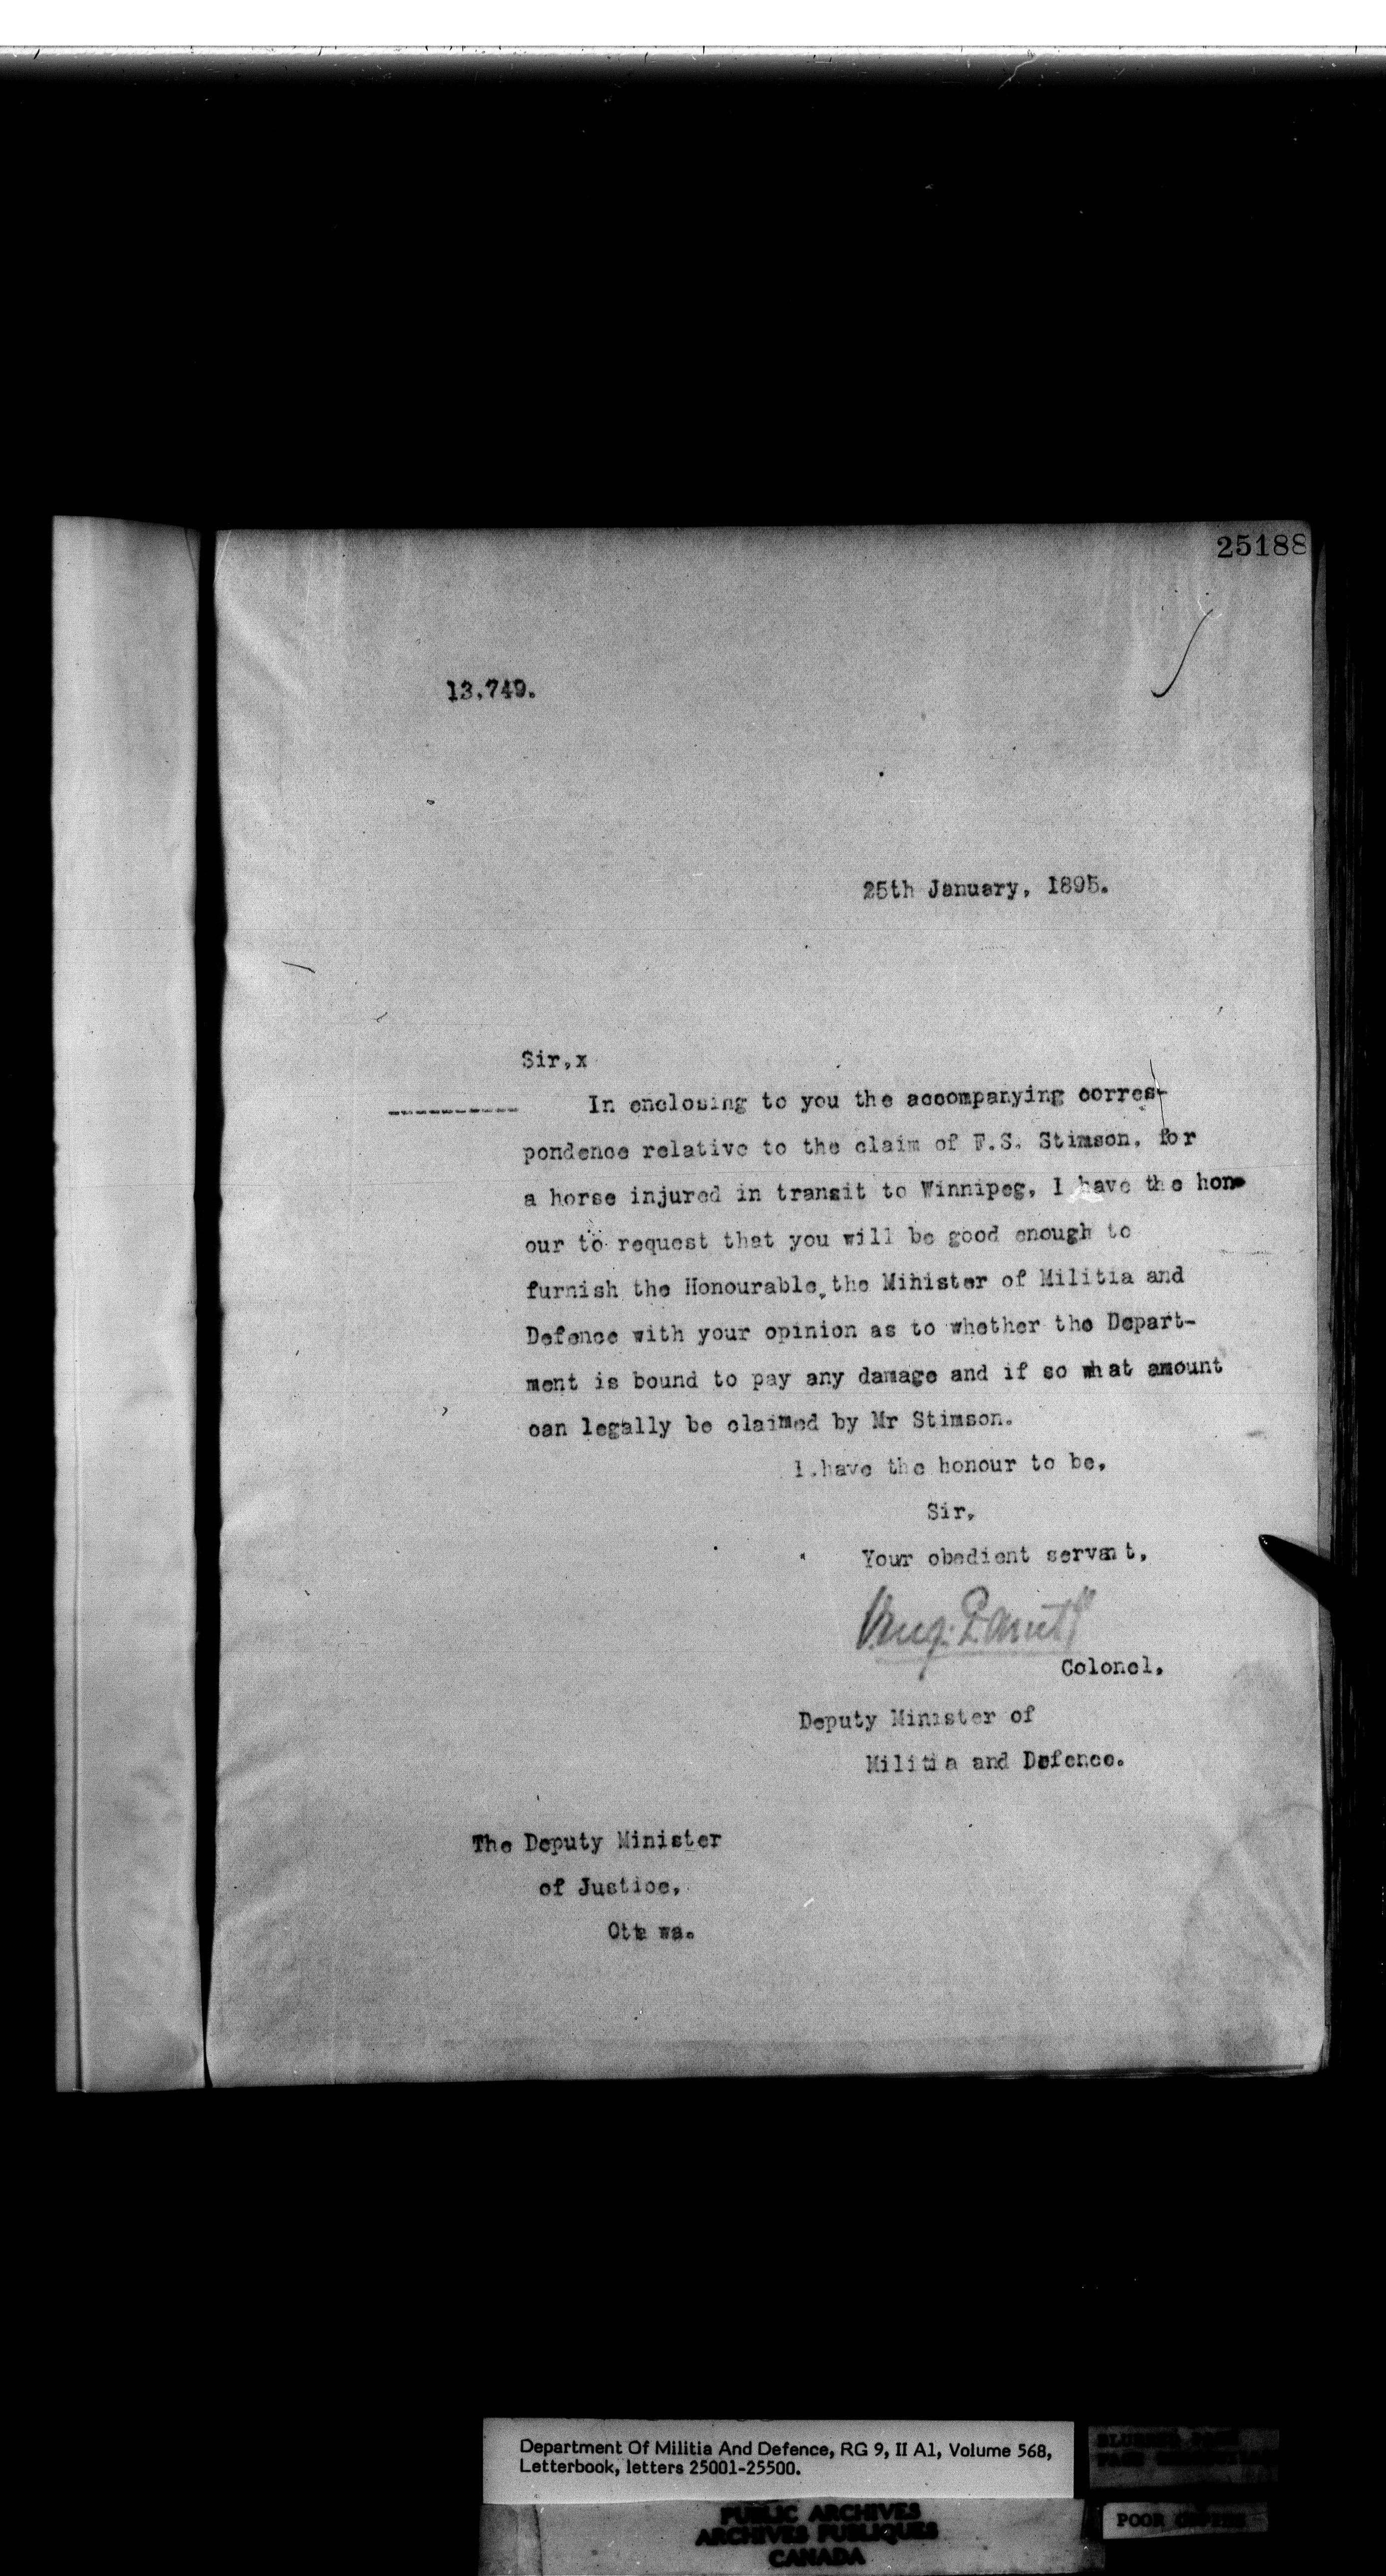 25188
13.749.
25th January, 1895.
Sir,x
In enclosing to you the accompanying corres-
pondence relative to the claim of F.S. Stimson, for
a horse injured in transit to Winnipeg, I have the hon-
our to request that you will be good enough to
furnish the Honourable, the Minister of Militia and
Defence with your opinion as to whether the Depart-
ment is bound to pay any damage and if so what amount
can legally be claimed by Mr Stimson.
I have the honour to be,
Sir,
Your obedient servant,
Colonel,
Deputy Minister of
Militia and Defence.
The Deputy Minister
of Justice,
Ottawa.
Department Of Militia And Defence, RG 9, II A1, Volume 568,
Letterbook, letters 25001-25500.
PUBLIC ARCHIVES
ARCHIVES PUBLIQUES
CANADA
POOR